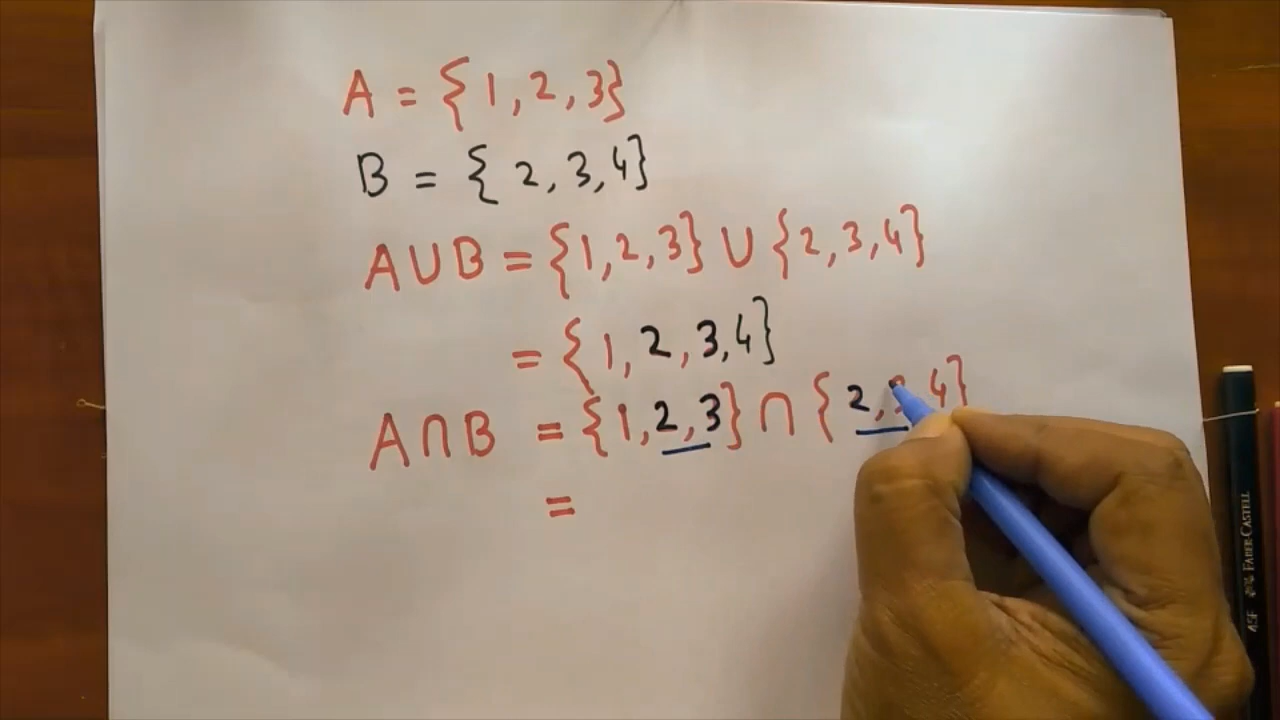 A = {1, 2, 3}
B = { 2, 3, 4}
A∪B = {1, 2, 3} ∪ {2, 3, 4}
= {1, 2, 3, 4}
A∩B = {1, 2, 3} ∩ { 2, 4}
=
FABER-CASTELL